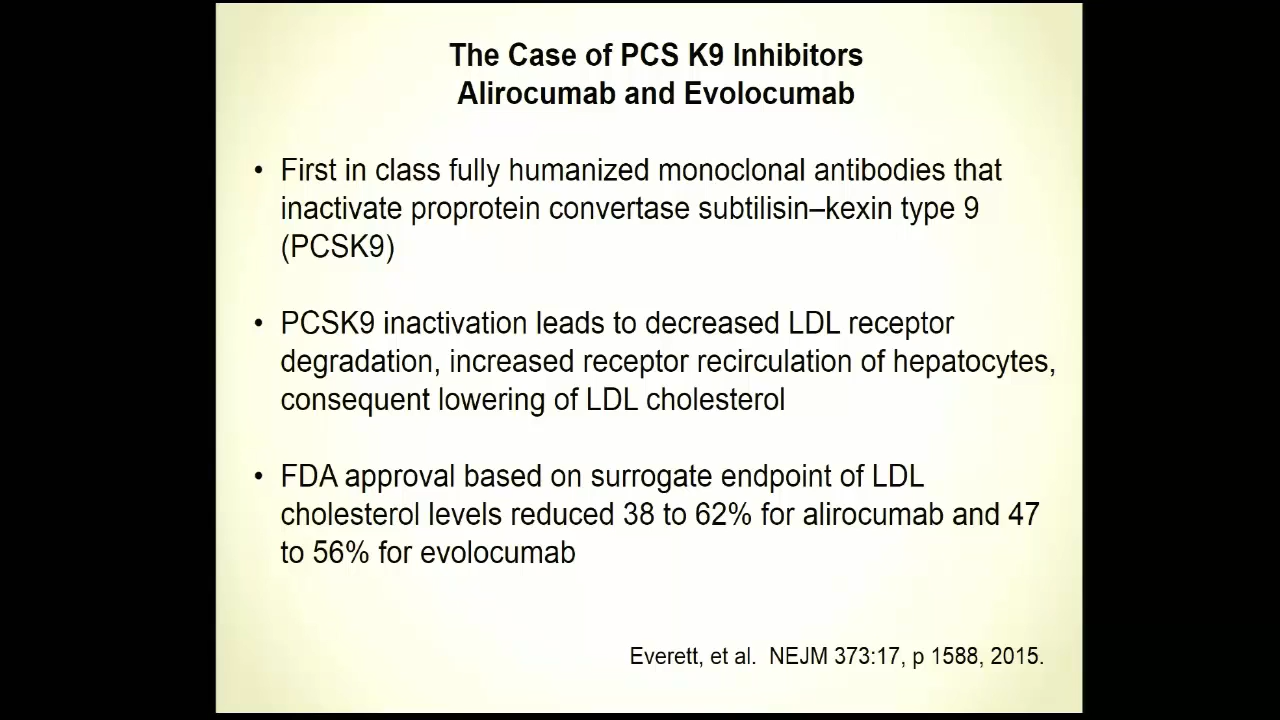 The Case of PCS K9 Inhibitors
Alirocumab and Evolocumab
• First in class fully humanized monoclonal antibodies that
inactivate proprotein convertase subtilisin–kexin type 9
(PCSK9)
• PCSK9 inactivation leads to decreased LDL receptor
degradation, increased receptor recirculation of hepatocytes,
consequent lowering of LDL cholesterol
• FDA approval based on surrogate endpoint of LDL
cholesterol levels reduced 38 to 62% for alirocumab and 47
to 56% for evolocumab
Everett, et al.  NEJM 373:17, p 1588, 2015.